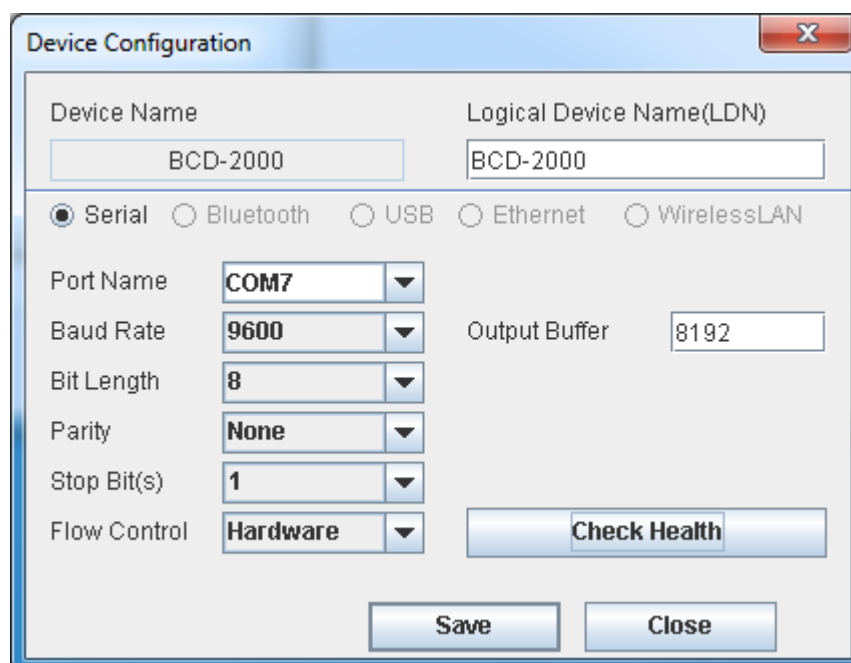 Device Configuration
Device Name Logical Device Name(LDN)
BCD-2000 BCD-2000
Serial Bluetooth USB Ethernet WirelessLAN
Port Name COM7
Baud Rate 9600 Output Buffer 8192
Bit Length 8
Parity None
Stop Bit(s) 1
Flow Control Hardware Check Health
Save Close